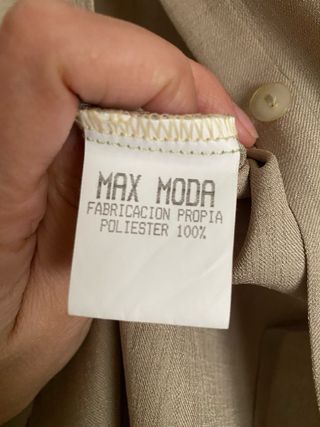 MAX MODA
FABRICACION PROPIA
POLIESTER 100%